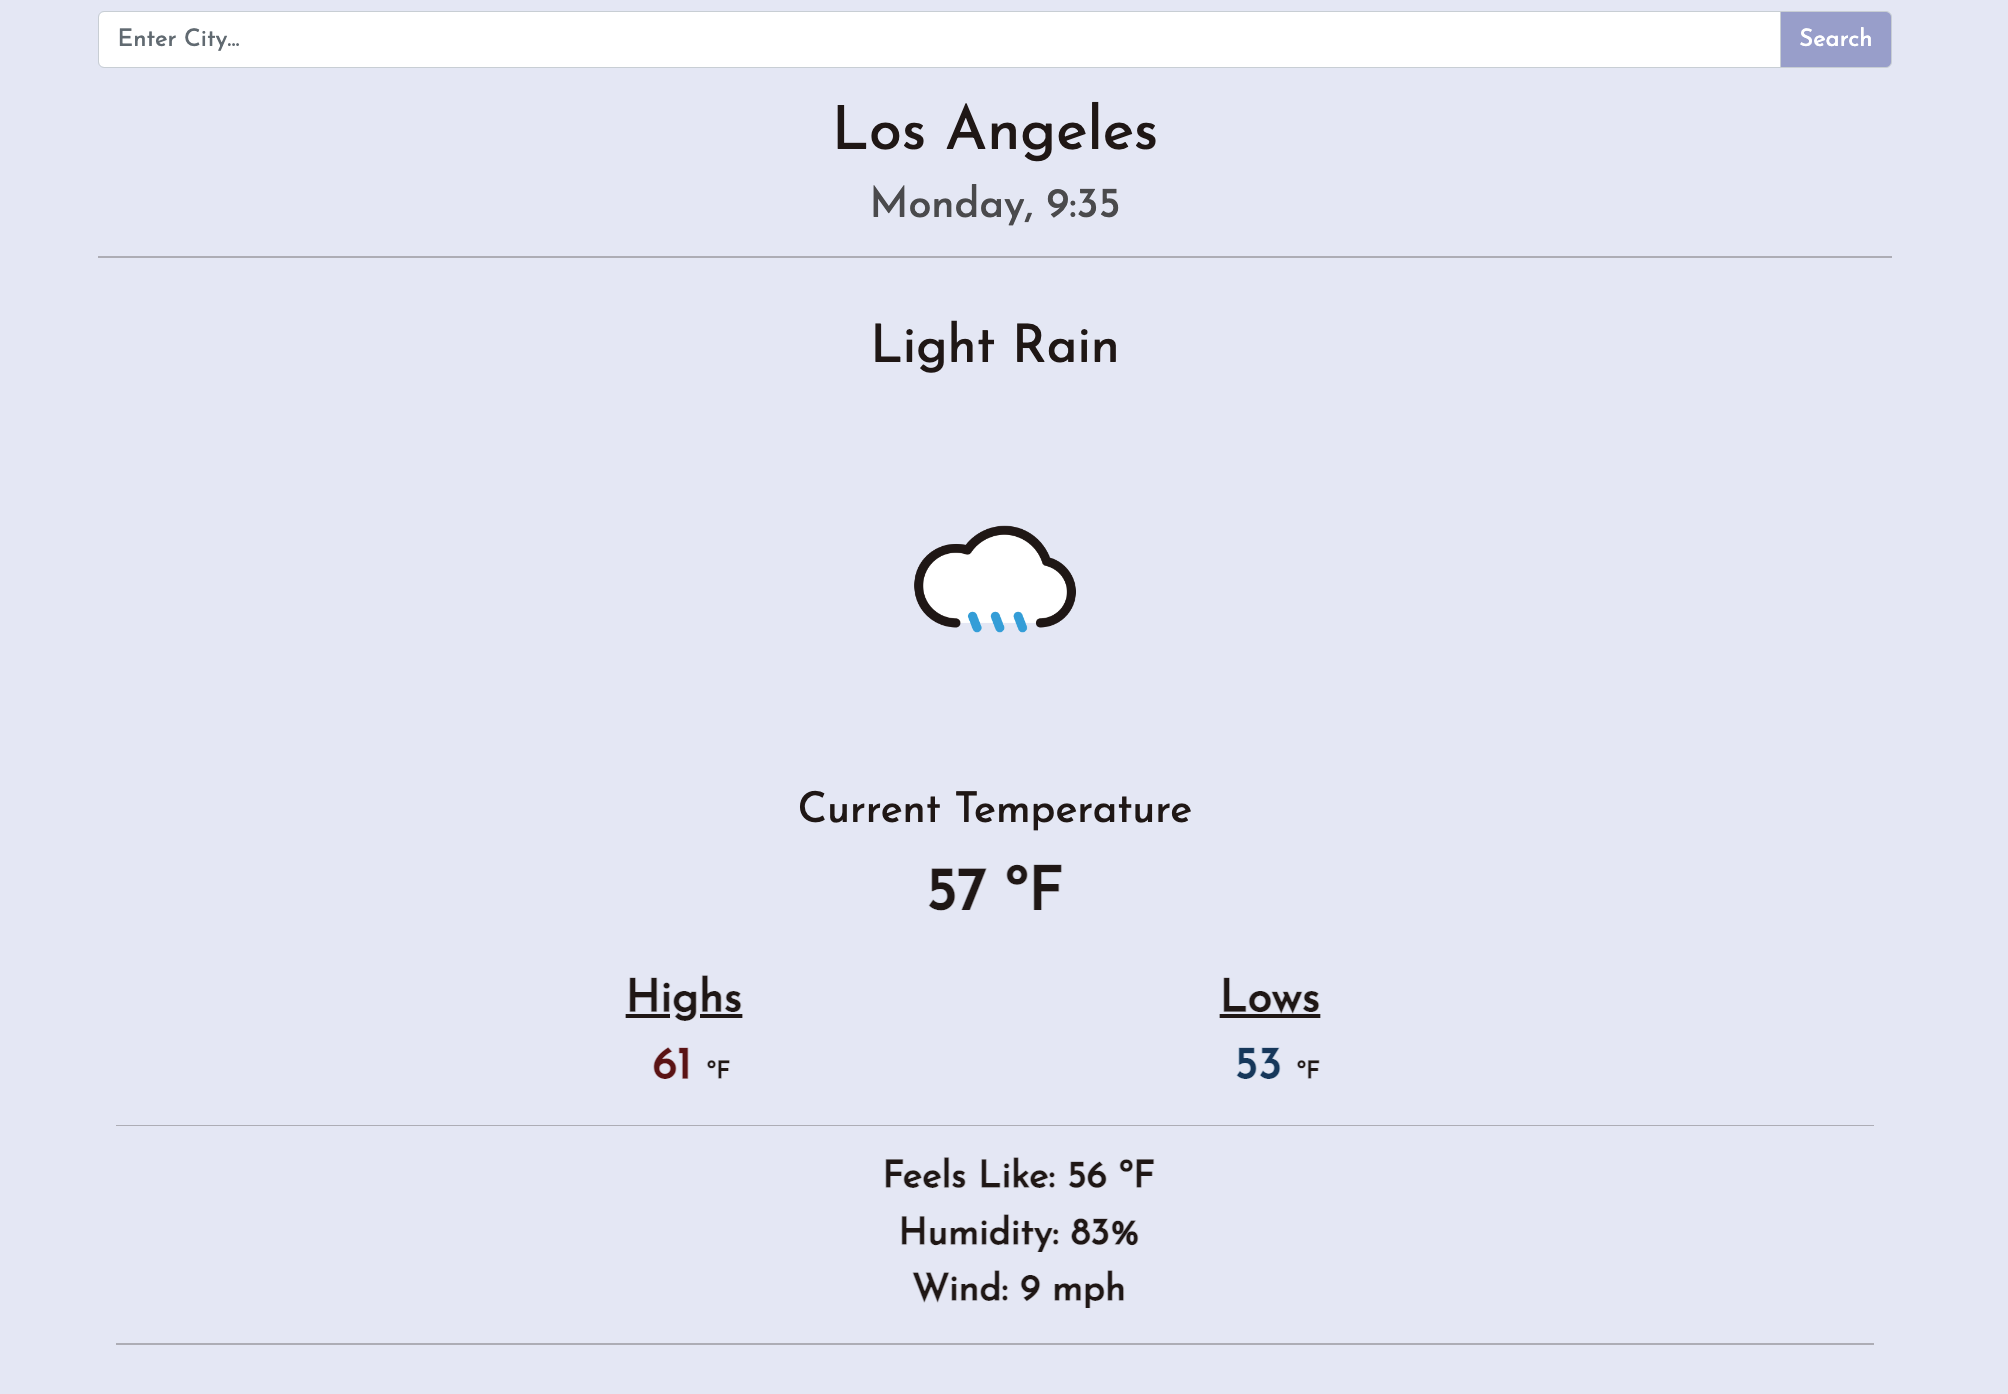 Enter City...
Search
Los Angeles
Monday, 9:35
Light Rain
Current Temperature
57 °F
Highs
Lows
61 °F
53 °F
Feels Like: 56 °F
Humidity: 83%
Wind: 9 mph